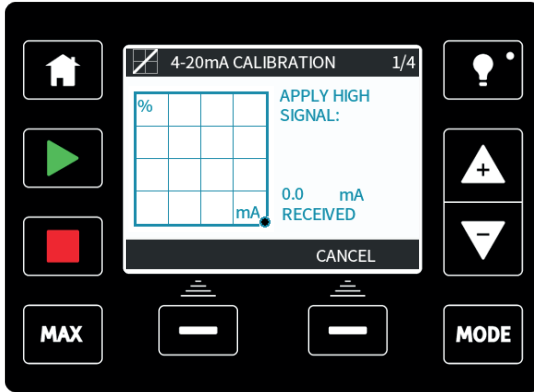 4-20mA CALIBRATION 1/4
%
APPLY HIGH
SIGNAL:
0.0 mA
mA RECEIVED
CANCEL
+
-
MAX
MODE